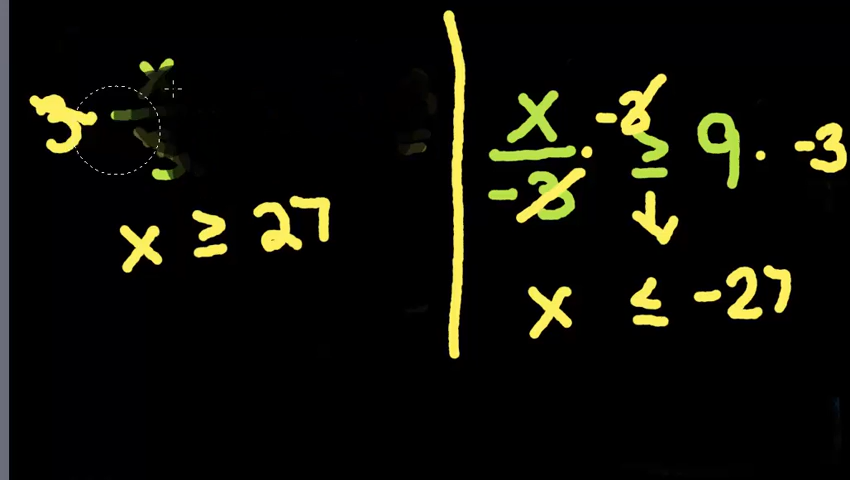 x ≥ 27
x/-3 · -3 ≥ 9 · -3
x ≤ -27